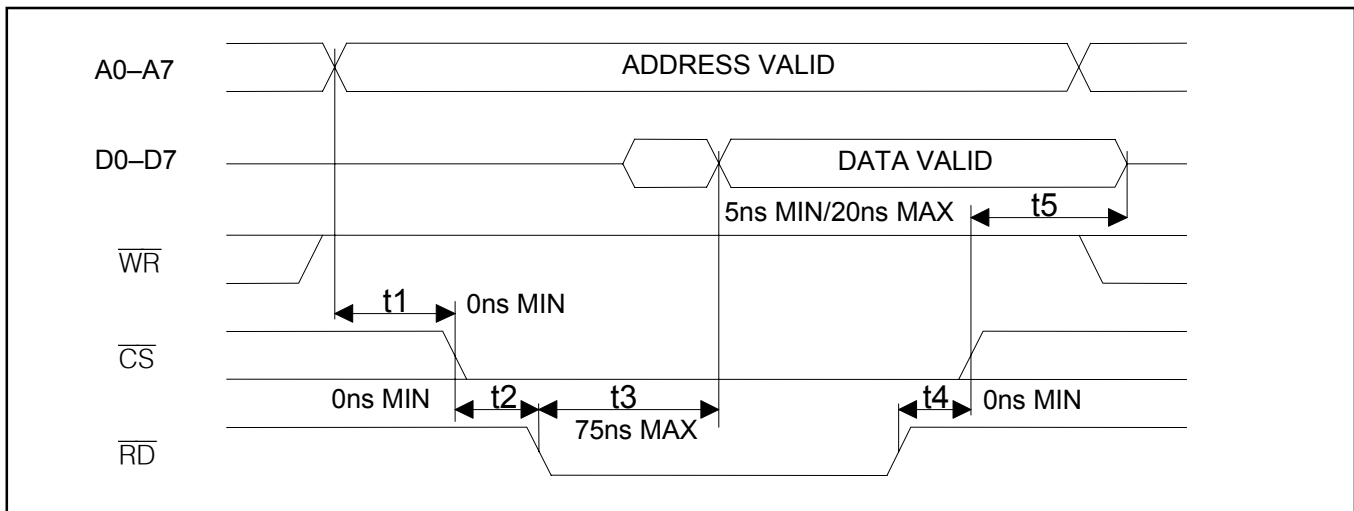 A0–A7
ADDRESS VALID
D0–D7
DATA VALID
5ns MIN/20ns MAX
t5
WR
t1
0ns MIN
CS
0ns MIN
t2
t3
t4
0ns MIN
75ns MAX
RD